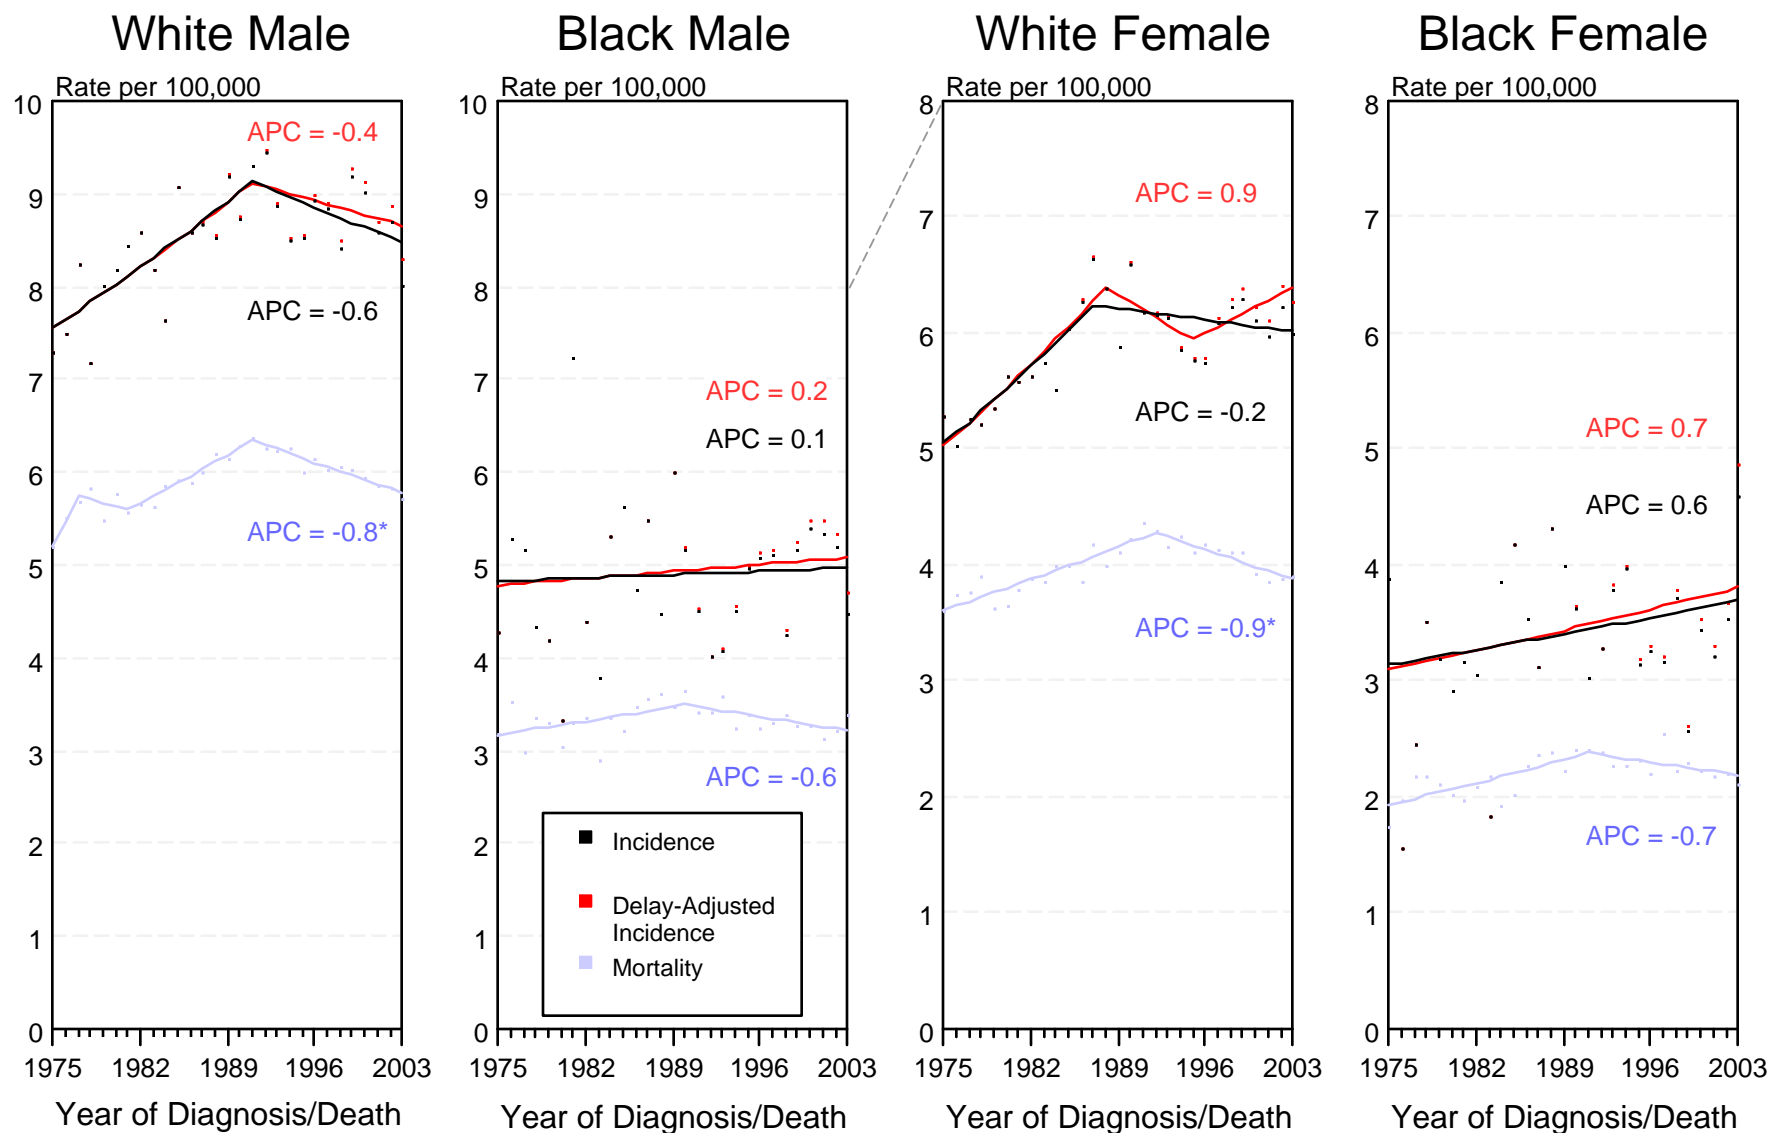 White Male
Rate per 100,000
10
9
8
7
6
5
4
3
2
1
0
APC = -0.4
APC = -0.6
APC = -0.8*
1975 1982 1989 1996 2003
Year of Diagnosis/Death
Black Male
Rate per 100,000
10
9
8
7
6
5
4
3
2
1
0
APC = 0.2
APC = 0.1
APC = -0.6
Incidence
Delay-Adjusted
Incidence
Mortality
1975 1982 1989 1996 2003
Year of Diagnosis/Death
White Female
Rate per 100,000
8
7
6
5
4
3
2
1
0
APC = 0.9
APC = -0.2
APC = -0.9*
1975 1982 1989 1996 2003
Year of Diagnosis/Death
Black Female
Rate per 100,000
8
7
6
5
4
3
2
1
0
APC = 0.7
APC = 0.6
APC = -0.7
1975 1982 1989 1996 2003
Year of Diagnosis/Death